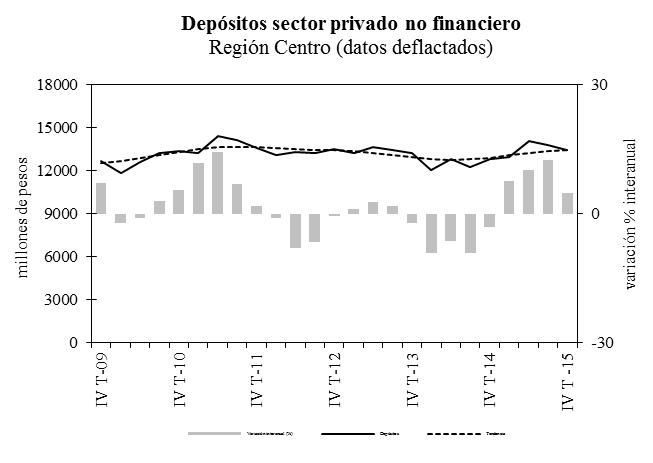 Depósitos sector privado no financiero
Región Centro (datos deflactados)
18000
15000
12000
9000
6000
3000
0
millones de pesos
30
0
-30
variación % interanual
IV T-09
IV T-10
IV T-11
IV T-12
IV T-13
IV T-14
IV T -15
Variación interanual (%)
Depósitos
Tendencia